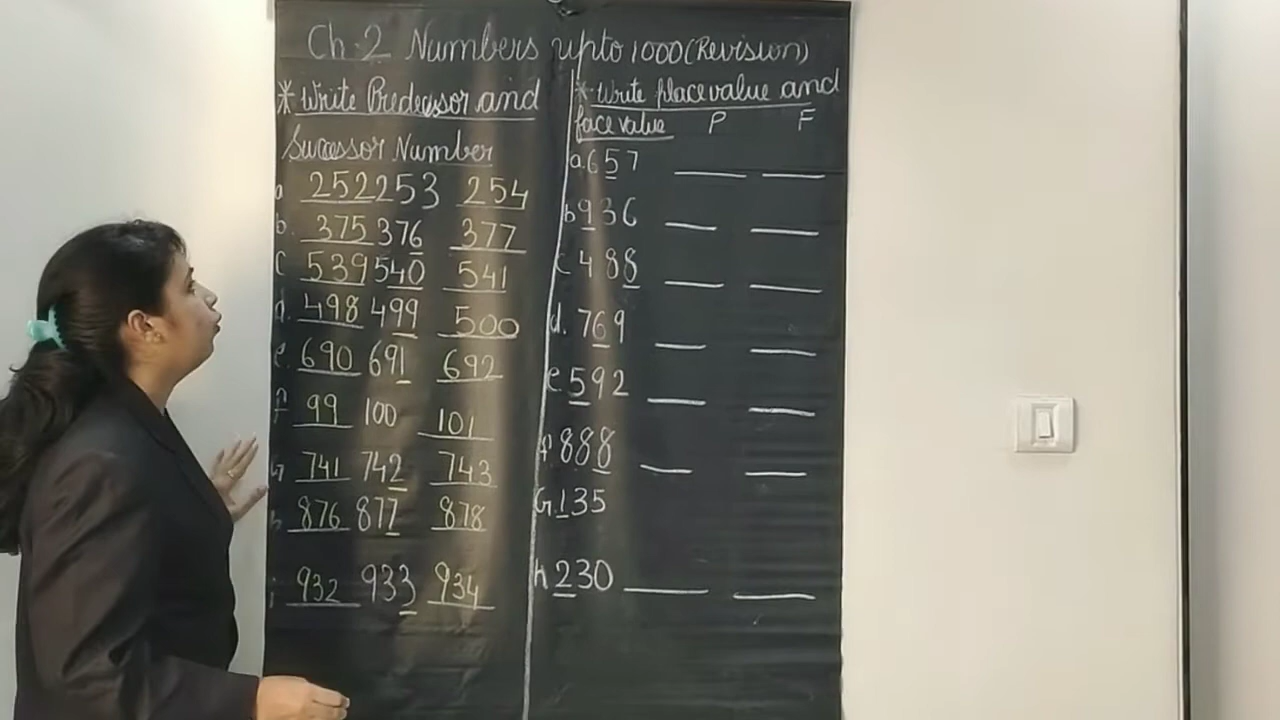 Ch-2 Numbers upto 1000 (Revision)
* Write Predecessor and
Successor Number
a 252 253 254
b. 375 376 377
C 539 540 541
d. 498 499 500
e. 690 691 692
f 99 100 101
G 741 742 743
h 876 877 878
i 932 933 934
* Write place value and
face value P F
a. 657
b 936
c 488
d. 769
e. 592
f 888
G. 135
h 230